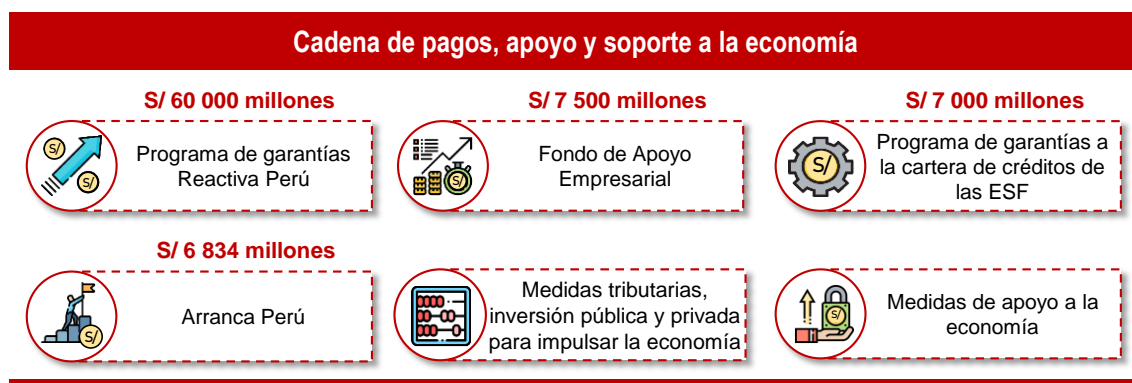 Cadena de pagos, apoyo y soporte a la economía
S/ 60 000 millones
S/
S/
Programa de garantías
Reactiva Perú
S/ 7 500 millones
S/
Fondo de Apoyo
Empresarial
S/ 7 000 millones
S/
Programa de garantías a
la cartera de créditos de
las ESF
S/ 6 834 millones
S/
Arranca Perú
Medidas tributarias,
inversión pública y privada
para impulsar la economía
S/
Medidas de apoyo a la
economía